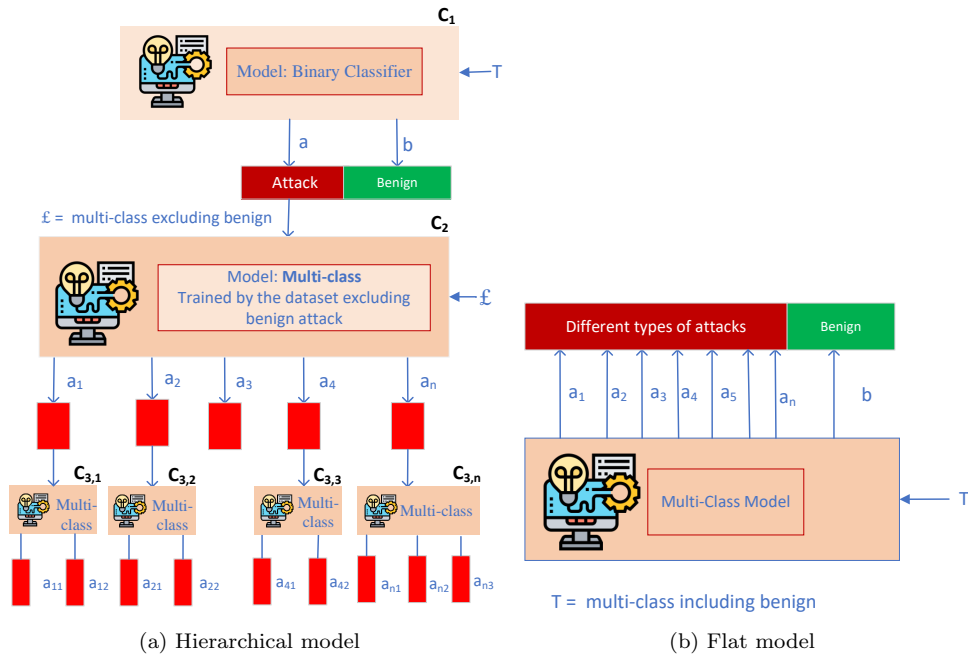 C1
Model: Binary Classifier
T
a
b
Attack
Benign
£ = multi-class excluding benign
C2
Model: Multi-class
Trained by the dataset excluding
benign attack
£
a1
a2
a3
a4
an
C3,1
C3,2
C3,3
C3,n
Multi-
class
Multi-
class
Multi-
class
Multi-class
a11
a12
a21
a22
a41
a42
an1
an2
an3
(a) Hierarchical model
Different types of attacks
Benign
a1
a2
a3
a4
a5
an
b
Multi-Class Model
T
T = multi-class including benign
(b) Flat model